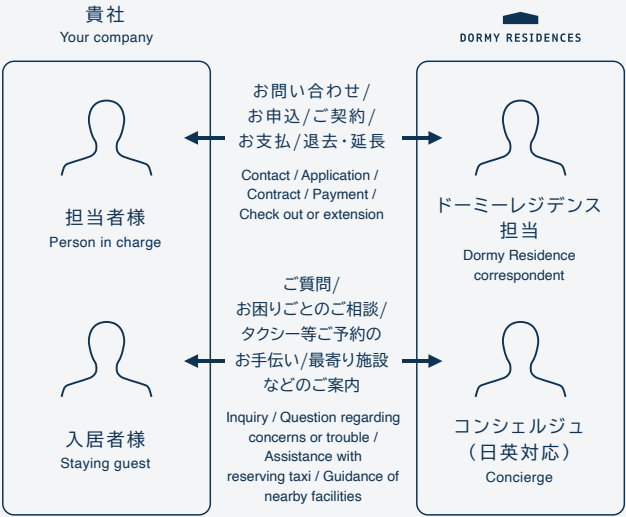 貴社
Your company
DORMY RESIDENCES
お問い合わせ/
お申込/ご契約/
お支払/退去・延長
Contact / Application /
Contract / Payment /
Check out or extension
担当者様
Person in charge
ドーミーレジデンス
担当
Dormy Residence
correspondent
ご質問/
お困りごとのご相談/
タクシー等ご予約の
お手伝い/最寄り施設
などのご案内
Inquiry / Question regarding
concerns or trouble /
Assistance with
reserving taxi / Guidance of
nearby facilities
入居者様
Staying guest
コンシェルジュ
（日英対応）
Concierge